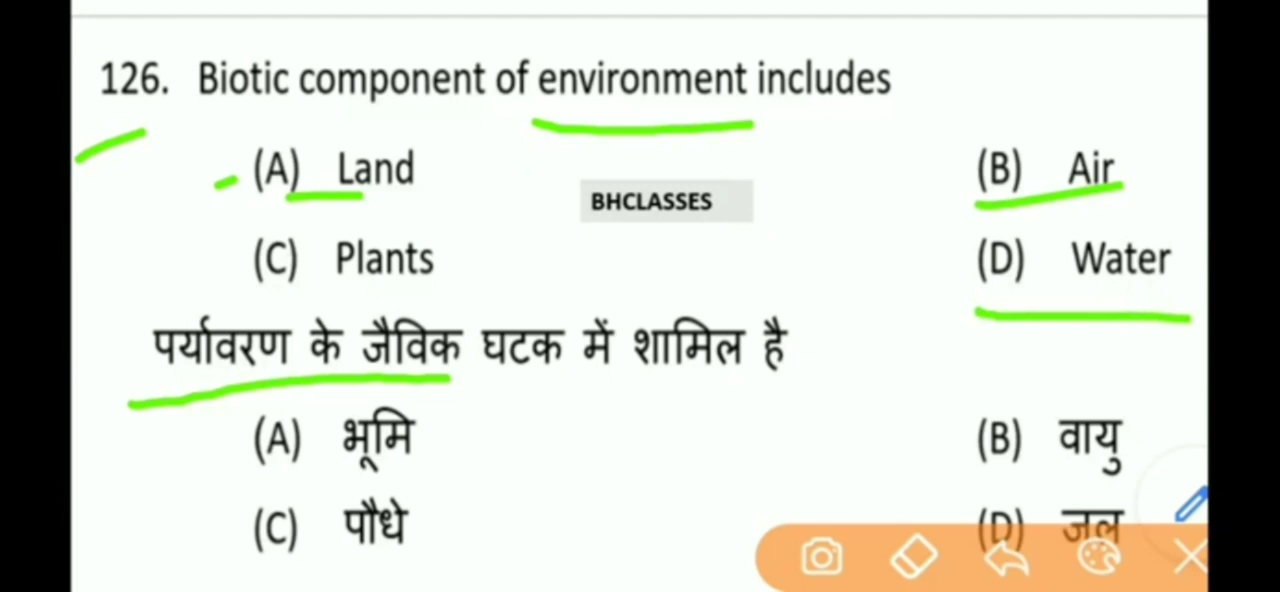 126. Biotic component of environment includes
(A) Land (B) Air
BHCLASSES
(C) Plants (D) Water
पर्यावरण के जैविक घटक में शामिल है
(A) भूमि (B) वायु
(C) पौधे (D) जल